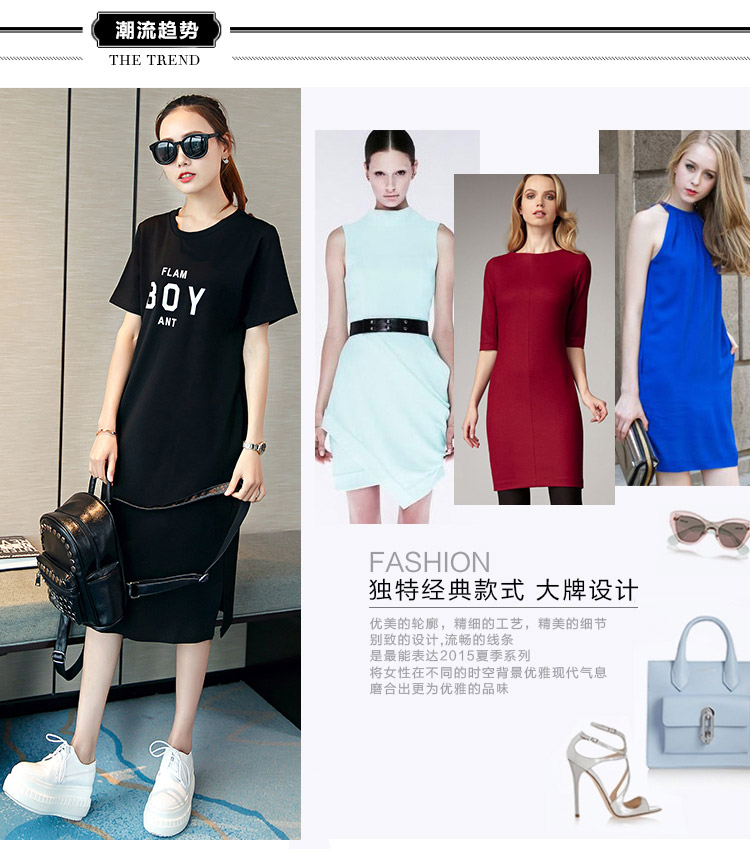 潮流趋势
THE TREND
FLAM
BOY
ANT
FASHION
独特经典款式 大牌设计
优美的轮廓，精细的工艺，精美的细节
别致的设计,流畅的线条
是最能表达2015夏季系列
将女性在不同的时空背景优雅现代气息
磨合出更为优雅的品味